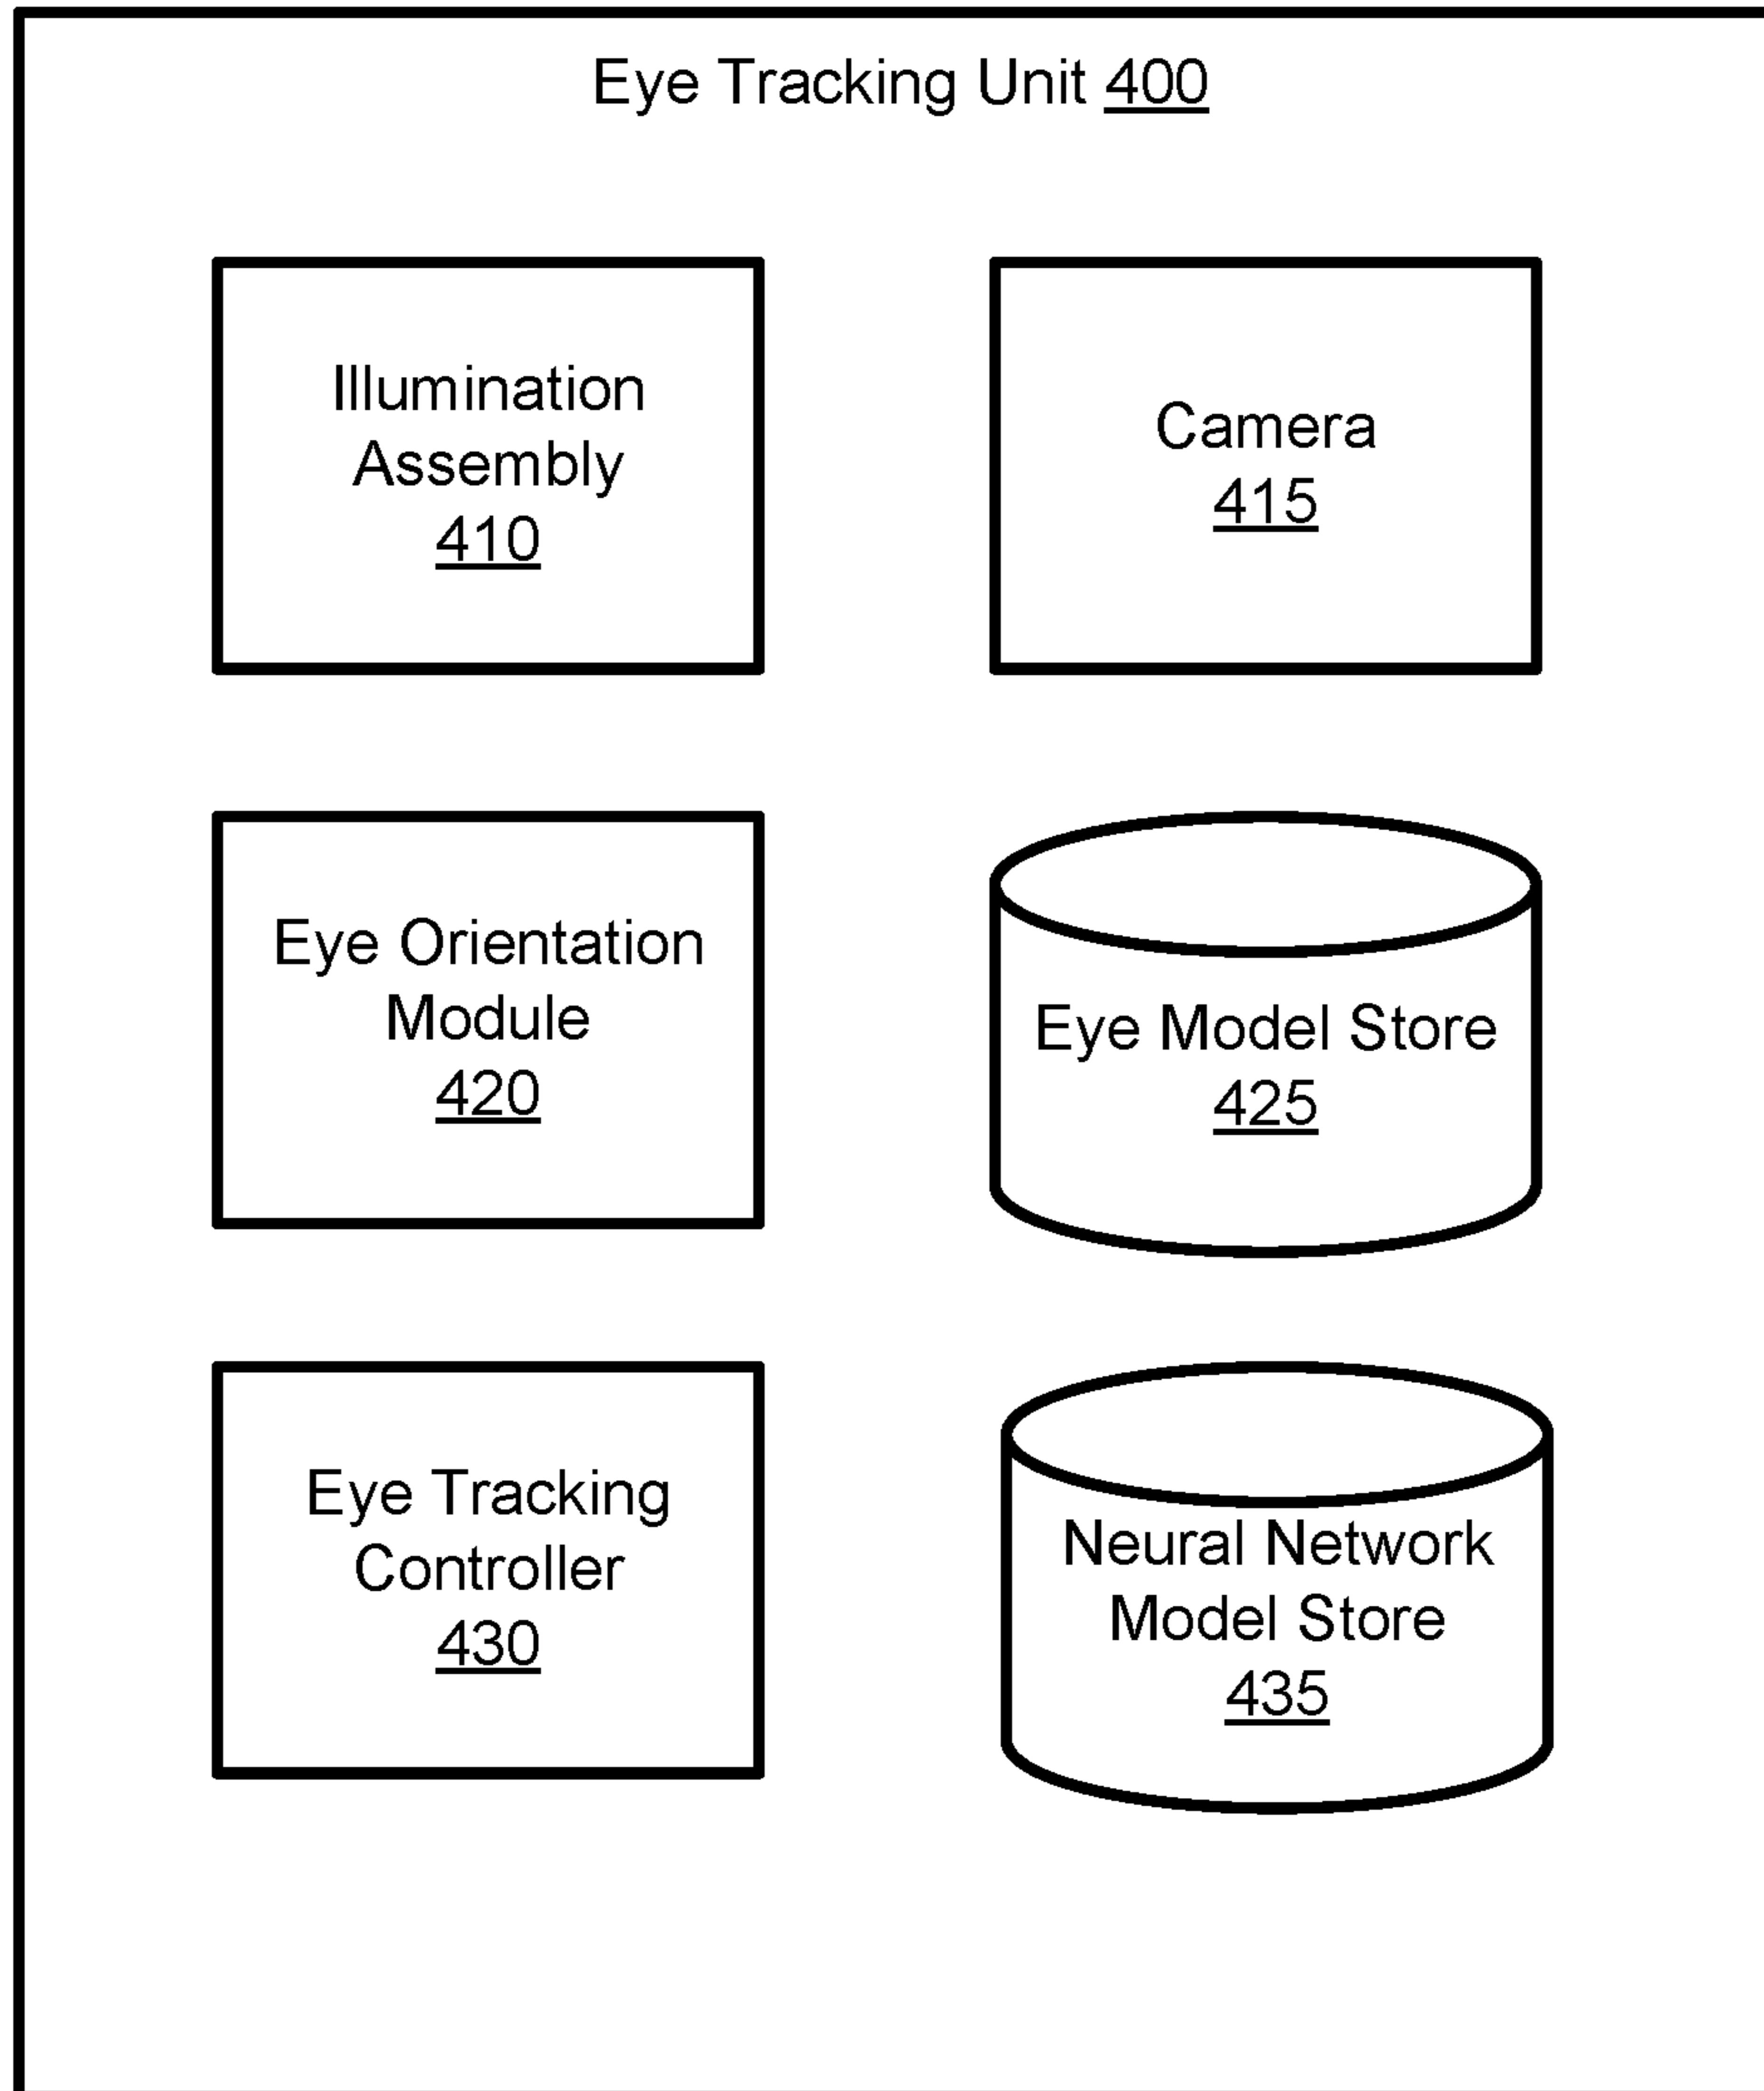 Eye Tracking Unit 400
Illumination
Assembly
410
Camera
415
Eye Orientation
Module
420
Eye Model Store
425
Eye Tracking
Controller
430
Neural Network
Model Store
435